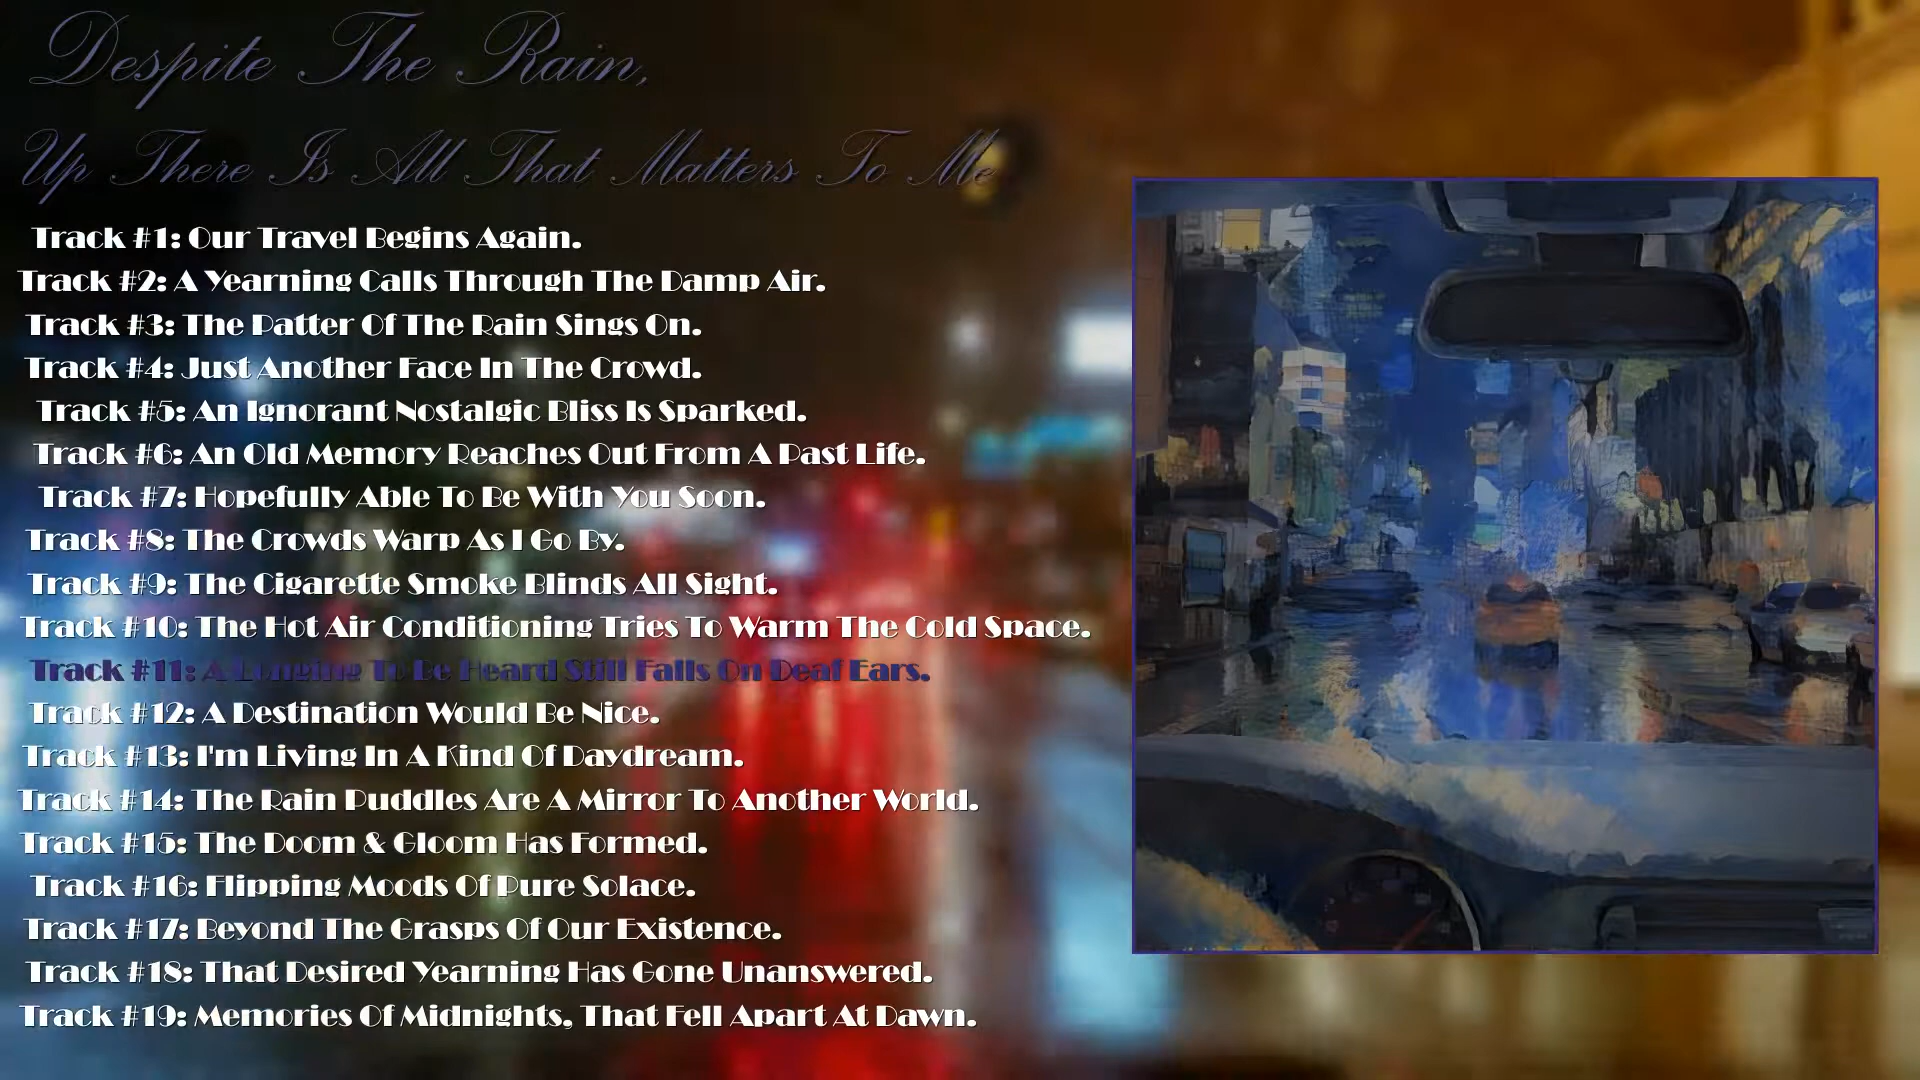 Despite The Rain,
Up There Is All That Matters To Me
Track #1: Our Travel Begins Again.
Track #2: A Yearning Calls Through The Damp Air.
Track #3: The Patter Of The Rain Sings On.
Track #4: Just Another Face In The Crowd.
Track #5: An Ignorant Nostalgic Bliss Is Sparked.
Track #6: An Old Memory Reaches Out From A Past Life.
Track #7: Hopefully Able To Be With You Soon.
Track #8: The Crowds Warp As I Go By.
Track #9: The Cigarette Smoke Blinds All Sight.
Track #10: The Hot Air Conditioning Tries To Warm The Cold Space.
Track #11: A Longing To Be Heard Still Falls On Deaf Ears.
Track #12: A Destination Would Be Nice.
Track #13: I'm Living In A Kind Of Daydream.
Track #14: The Rain Puddles Are A Mirror To Another World.
Track #15: The Doom & Gloom Has Formed.
Track #16: Flipping Moods Of Pure Solace.
Track #17: Beyond The Grasps Of Our Existence.
Track #18: That Desired Yearning Has Gone Unanswered.
Track #19: Memories Of Midnights, That Fell Apart At Dawn.